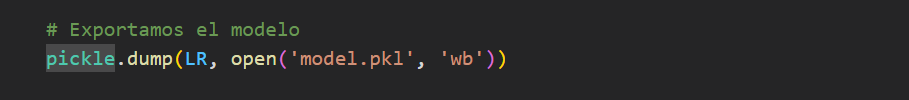 # Exportamos el modelo
pickle.dump(LR, open('model.pkl', 'wb'))